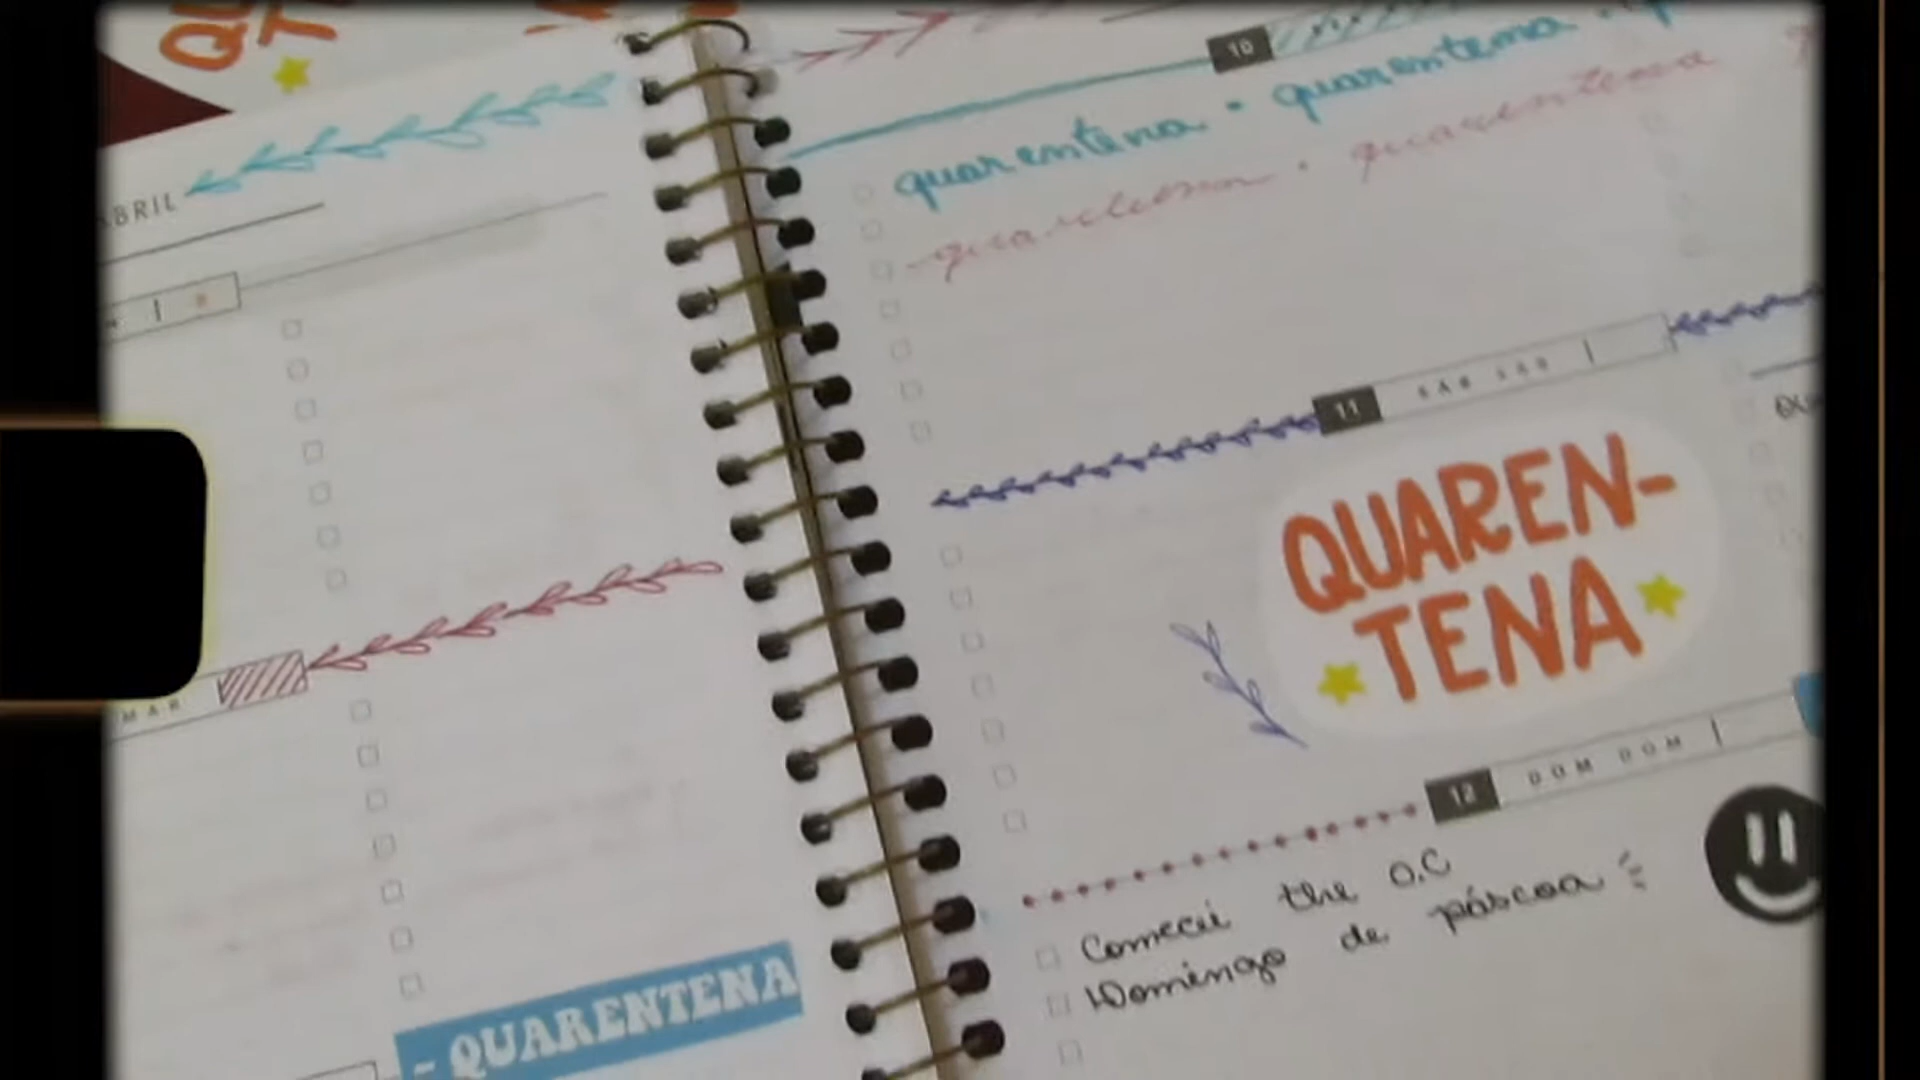 ABRIL
MAR
- QUARENTENA
10
quarentena · quarentena
quarentena · quarentena
11 SÁB SAB
QUAREN-
TENA
12 DOM DOM
Comecei the O.C
Domingo de páscoa